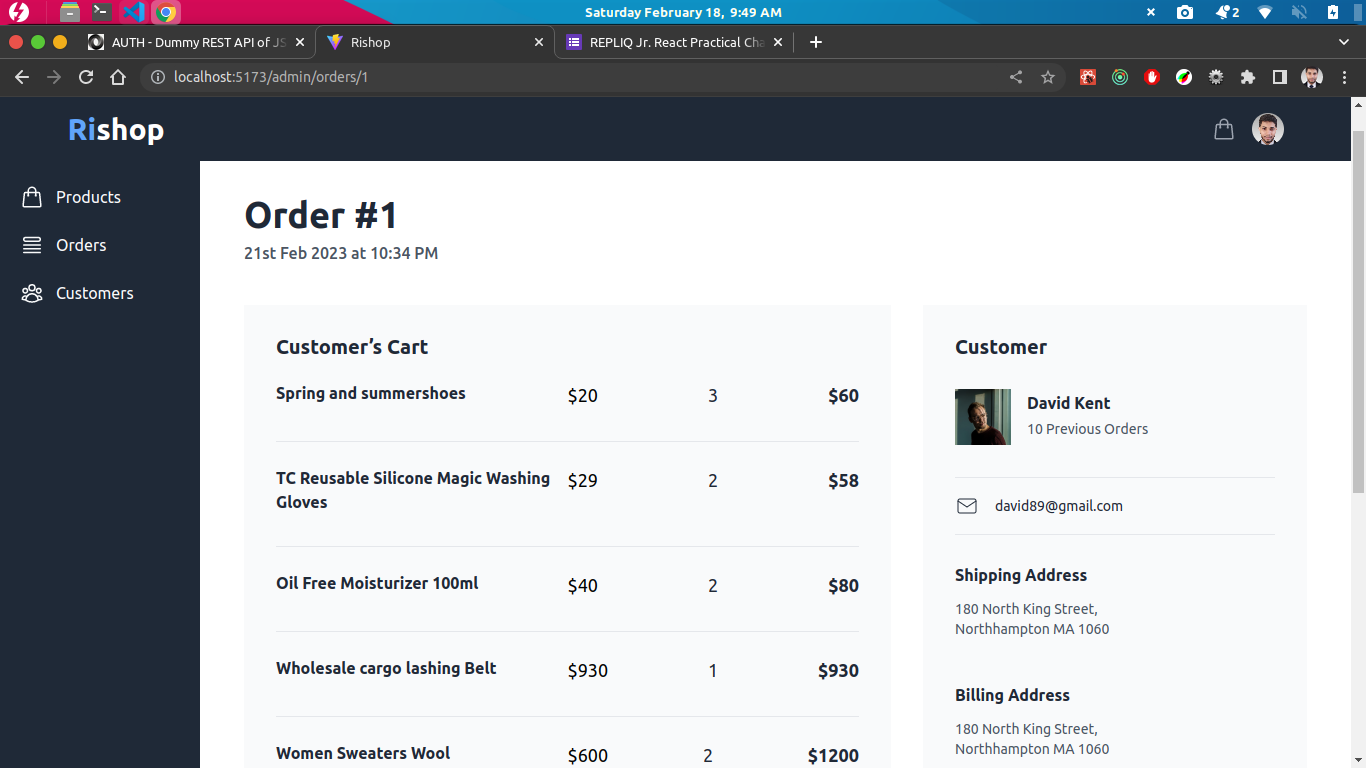 Saturday February 18, 9:49 AM
2
AUTH - Dummy REST API of JS
Rishop
REPLIQ Jr. React Practical Cha
localhost:5173/admin/orders/1
Rishop
Products
Orders
Customers
Order #1
21st Feb 2023 at 10:34 PM
Customer’s Cart
Spring and summershoes $20 3 $60
TC Reusable Silicone Magic Washing
Gloves
$29 2 $58
Oil Free Moisturizer 100ml $40 2 $80
Wholesale cargo lashing Belt $930 1 $930
Women Sweaters Wool $600 2 $1200
Customer
David Kent
10 Previous Orders
david89@gmail.com
Shipping Address
180 North King Street,
Northhampton MA 1060
Billing Address
180 North King Street,
Northhampton MA 1060